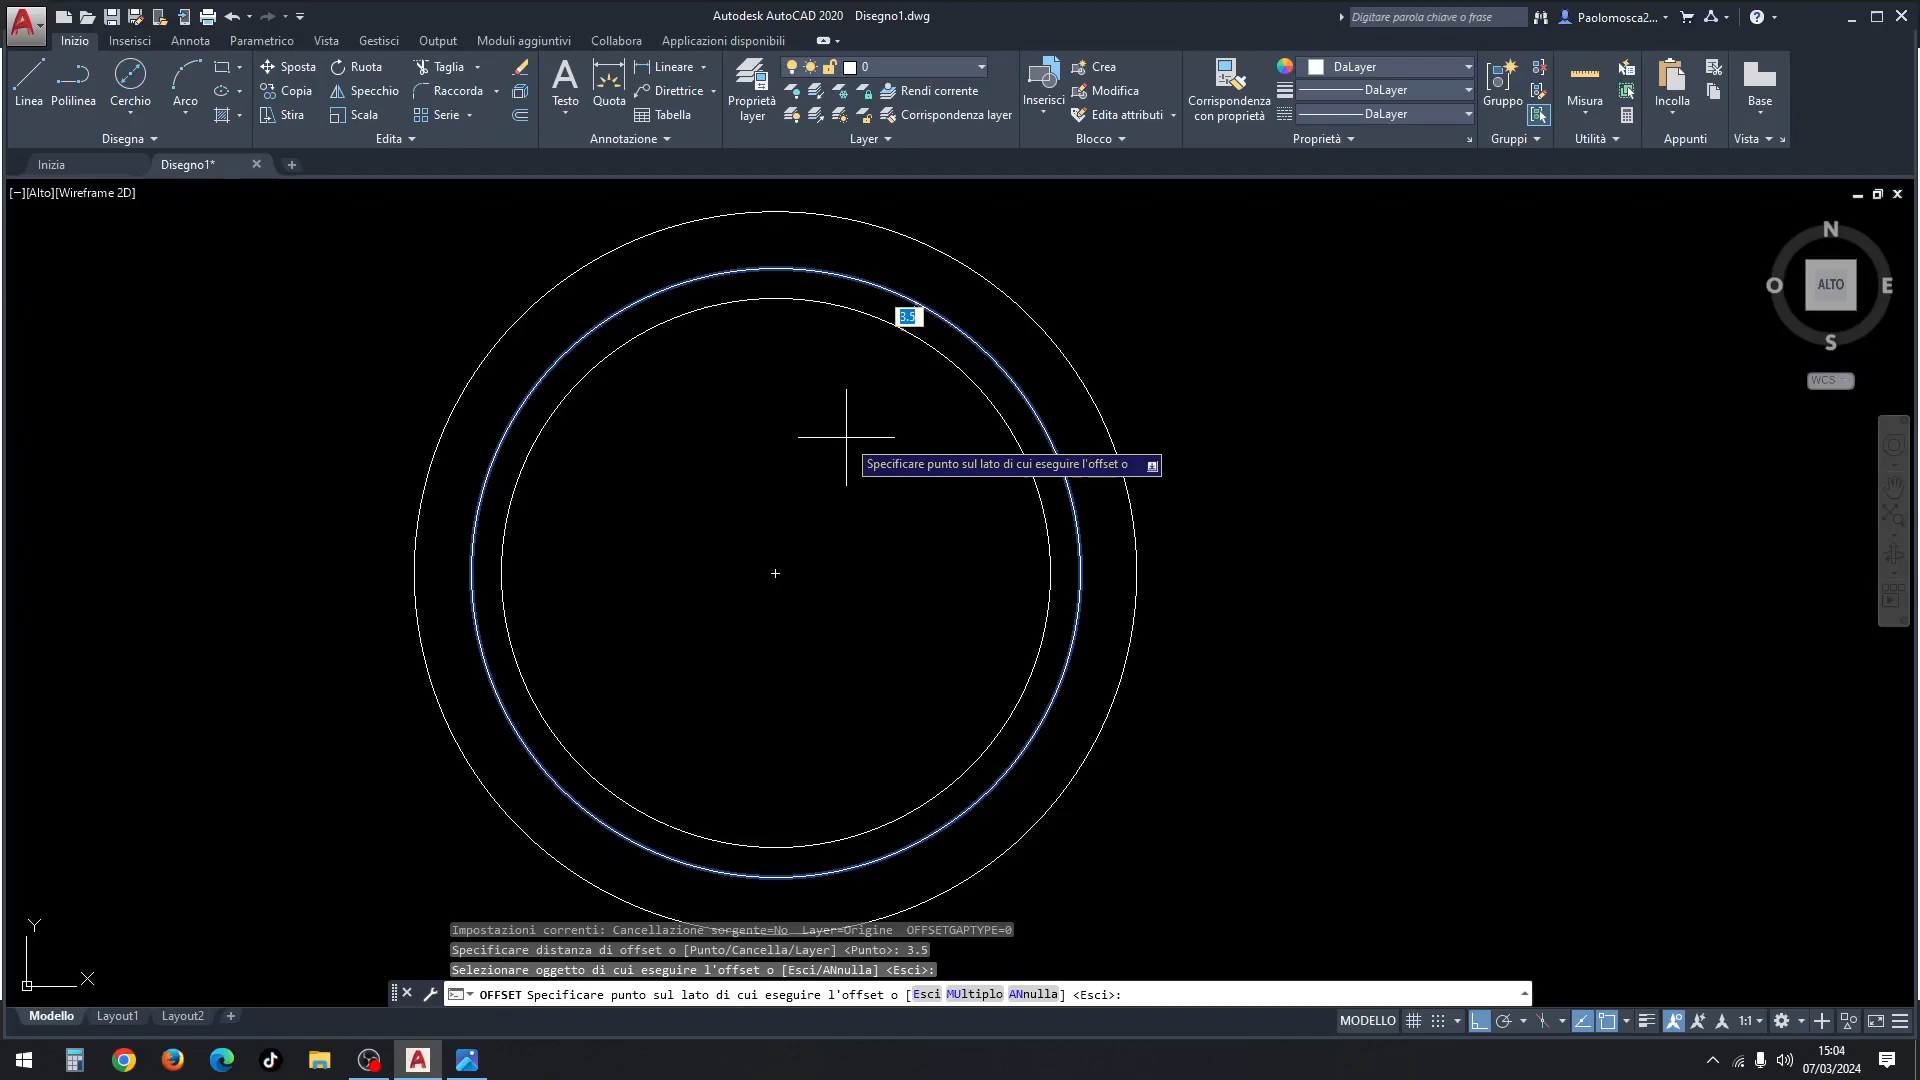 Autodesk AutoCAD 2020 Disegno1.dwg
Digitare parola chiave o frase
Paolomosca2...
Inizio Inserisci Annota Parametrico Vista Gestisci Output Moduli aggiuntivi Collabora Applicazioni disponibili
Linea Polilinea Cerchio Arco
Disegna
Sposta Ruota Taglia
Copia Specchio Raccorda
Stira Scala Serie
Edita
Testo Quota
Lineare
Direttrice
Tabella
Annotazione
Proprietà
layer
0
Rendi corrente
Corrispondenza layer
Layer
Inserisci
Crea
Modifica
Edita attributi
Blocco
Corrispondenza
con proprietà
DaLayer
DaLayer
DaLayer
Proprietà
Gruppo
Gruppi
Misura
Utilità
Incolla
Appunti
Base
Vista
Inizia Disegno1*
[−][Alto][Wireframe 2D]
N
O ALTO E
S
WCS
3.5
Specificare punto sul lato di cui eseguire l'offset o
Y
X
Impostazioni correnti: Cancellazione sorgente=No Layer=Origine OFFSETGAPTYPE=0
Specificare distanza di offset o [Punto/Cancella/Layer] <Punto>: 3.5
Selezionare oggetto di cui eseguire l'offset o [Esci/ANnulla] <Esci>:
OFFSET Specificare punto sul lato di cui eseguire l'offset o [Esci MUltiplo ANnulla] <Esci>:
Modello Layout1 Layout2
MODELLO 1:1
15:04
07/03/2024